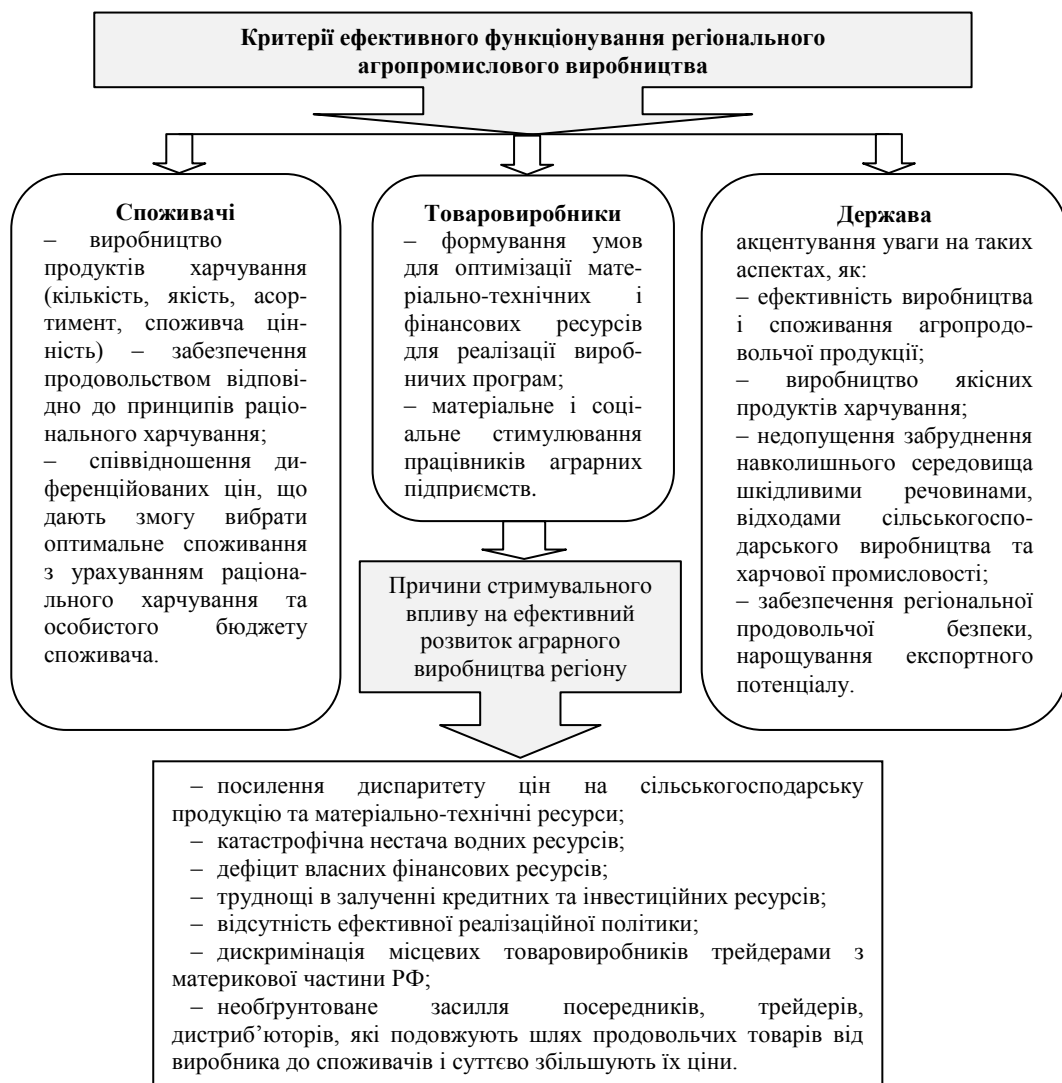 Критерії ефективного функціонування регіонального
агропромислового виробництва
Споживачі
– виробництво
продуктів харчування
(кількість, якість, асор-
тимент, споживча цін-
ність) – забезпечення
продовольством відпові-
дно до принципів раціо-
нального харчування;
– співвідношення ди-
ференційованих цін, що
дають змогу вибрати
оптимальне споживання
з урахуванням раціона-
льного харчування та
особистого бюджету
споживача.
Товаровиробники
– формування умов
для оптимізації мате-
ріально-технічних і
фінансових ресурсів
для реалізації вироб-
ничих програм;
– матеріальне і соці-
альне стимулювання
працівників аграрних
підприємств.
Держава
акцентування уваги на таких
аспектах, як:
– ефективність виробництва
і споживання агропродо-
вольчої продукції;
– виробництво якісних
продуктів харчування;
– недопущення забруднення
навколишнього середовища
шкідливими речовинами,
відходами сільськогоспо-
дарського виробництва та
харчової промисловості;
– забезпечення регіональної
продовольчої безпеки,
нарощування експортного
потенціалу.
Причини стримувального
впливу на ефективний
розвиток аграрного
виробництва регіону
– посилення диспаритету цін на сільськогосподарську
продукцію та матеріально-технічні ресурси;
– катастрофічна нестача водних ресурсів;
– дефіцит власних фінансових ресурсів;
– труднощі в залученні кредитних та інвестиційних ресурсів;
– відсутність ефективної реалізаційної політики;
– дискримінація місцевих товаровиробників трейдерами з
материкової частини РФ;
– необґрунтоване засилля посередників, трейдерів,
дистриб’юторів, які подовжують шлях продовольчих товарів від
виробника до споживачів і суттєво збільшують їх ціни.